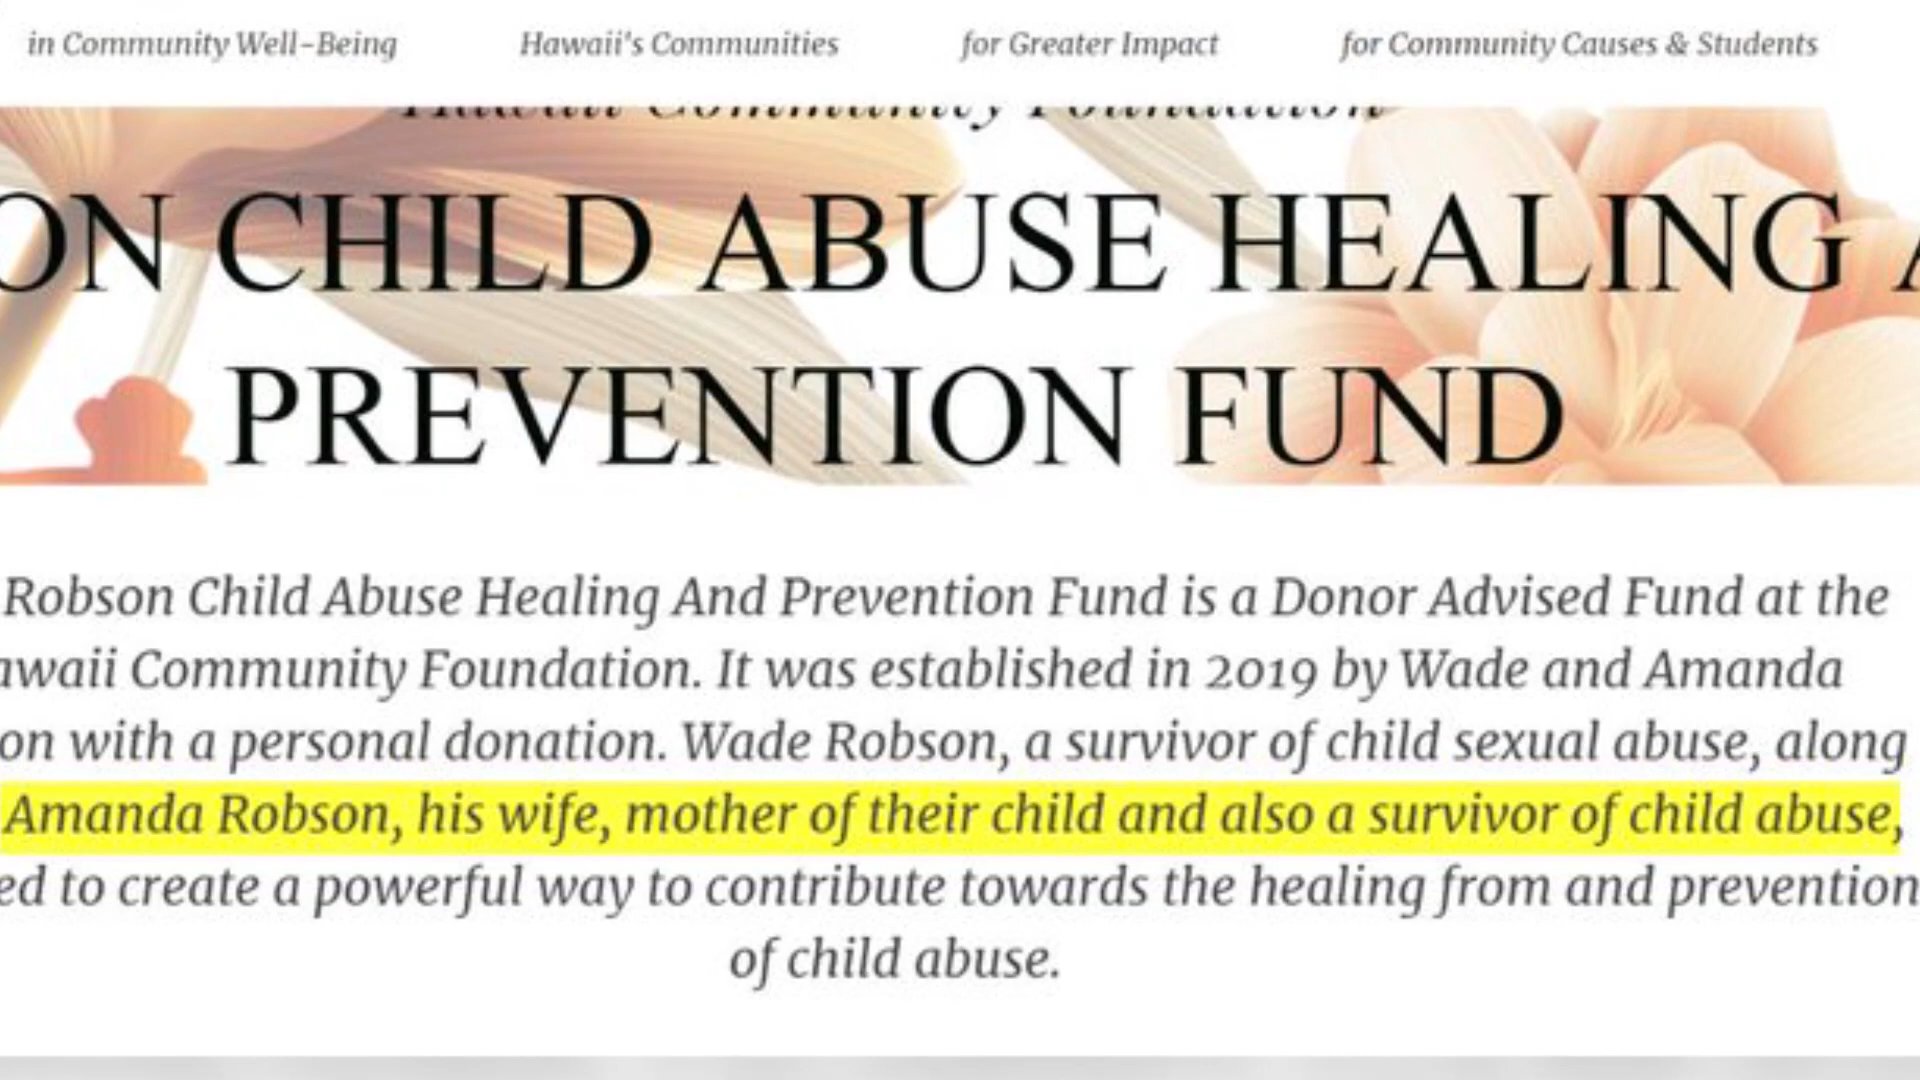 in Community Well-Being Hawaii's Communities for Greater Impact for Community Causes & Students
Hawaii Community Foundation
ON CHILD ABUSE HEALING A
PREVENTION FUND
Robson Child Abuse Healing And Prevention Fund is a Donor Advised Fund at the
awaii Community Foundation. It was established in 2019 by Wade and Amanda
on with a personal donation. Wade Robson, a survivor of child sexual abuse, along
Amanda Robson, his wife, mother of their child and also a survivor of child abuse,
ed to create a powerful way to contribute towards the healing from and prevention
of child abuse.